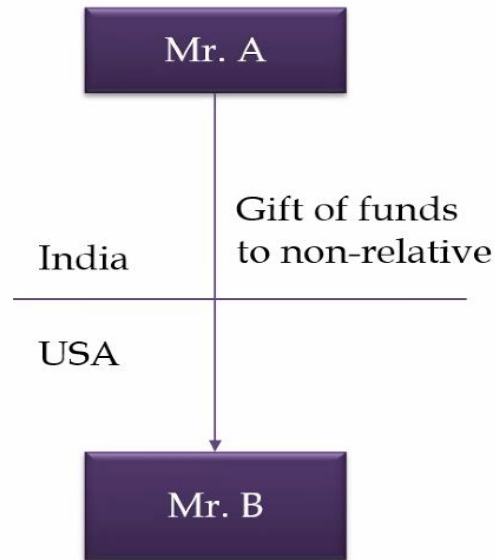 Mr. A
Gift of funds
to non-relative
India
USA
Mr. B